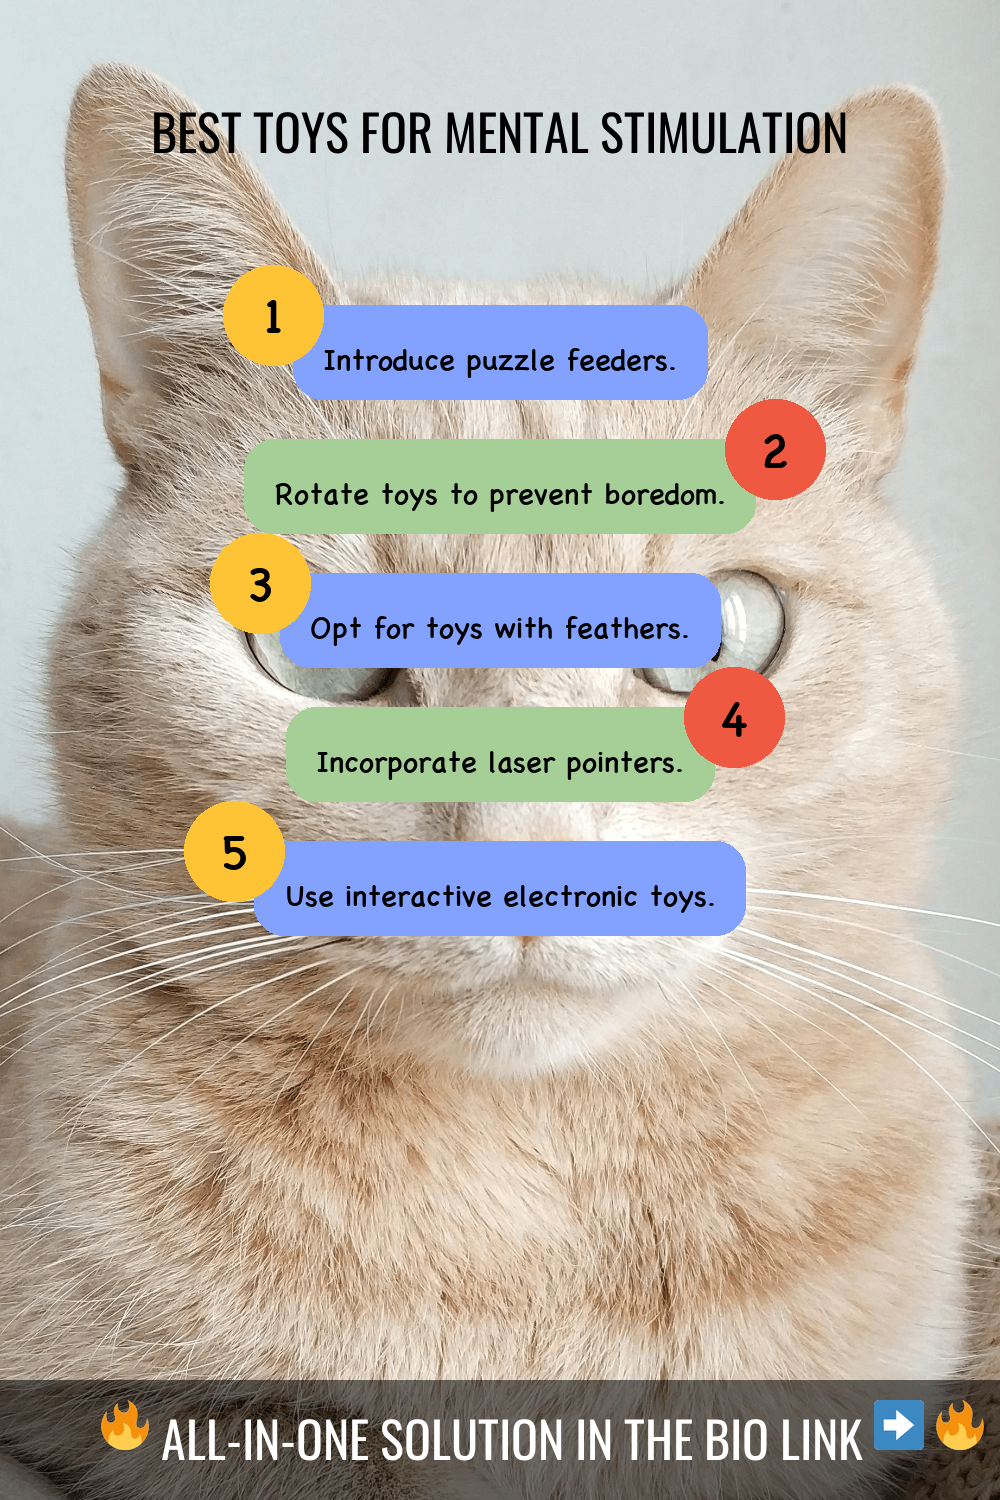 BEST TOYS FOR MENTAL STIMULATION
1
Introduce puzzle feeders.
2
Rotate toys to prevent boredom.
3
Opt for toys with feathers.
4
Incorporate laser pointers.
5
Use interactive electronic toys.
🔥 ALL-IN-ONE SOLUTION IN THE BIO LINK ➡️ 🔥